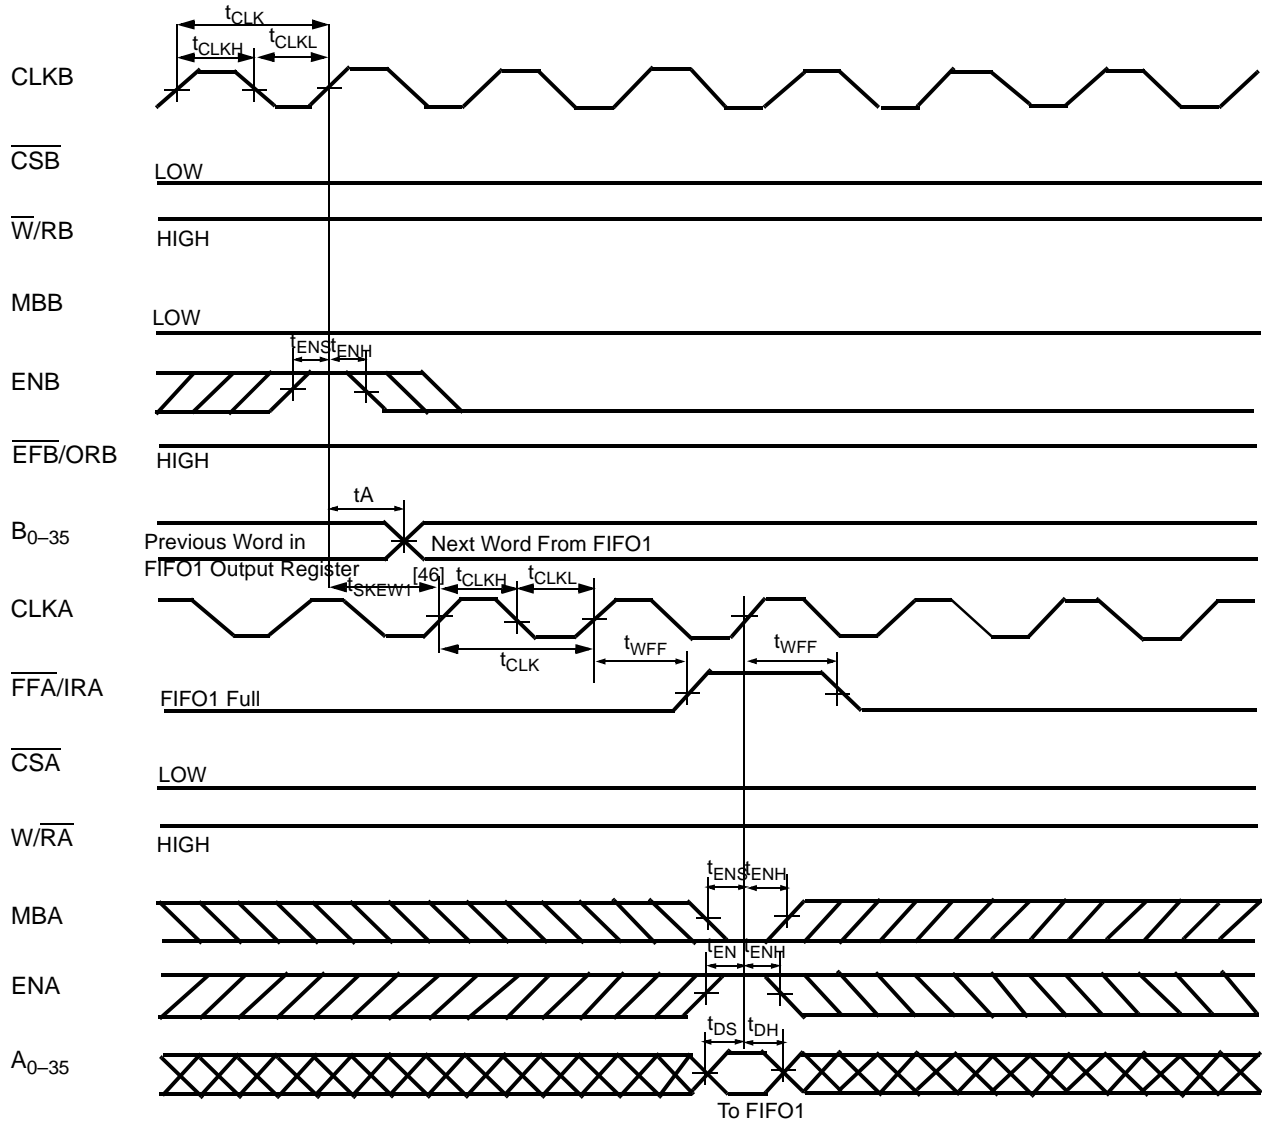 tCLK
tCLKH tCLKL
CLKB
CSB
LOW
W/RB
HIGH
MBB
LOW
tENS tENH
ENB
EFB/ORB
HIGH
tA
B0–35
Previous Word in
FIFO1 Output Register
Next Word From FIFO1
tSKEW1 [46] tCLKH tCLKL
CLKA
tCLK
tWFF tWFF
FFA/IRA
FIFO1 Full
CSA
LOW
W/RA
HIGH
tENS tENH
MBA
tEN tENH
ENA
tDS tDH
A0–35
To FIFO1